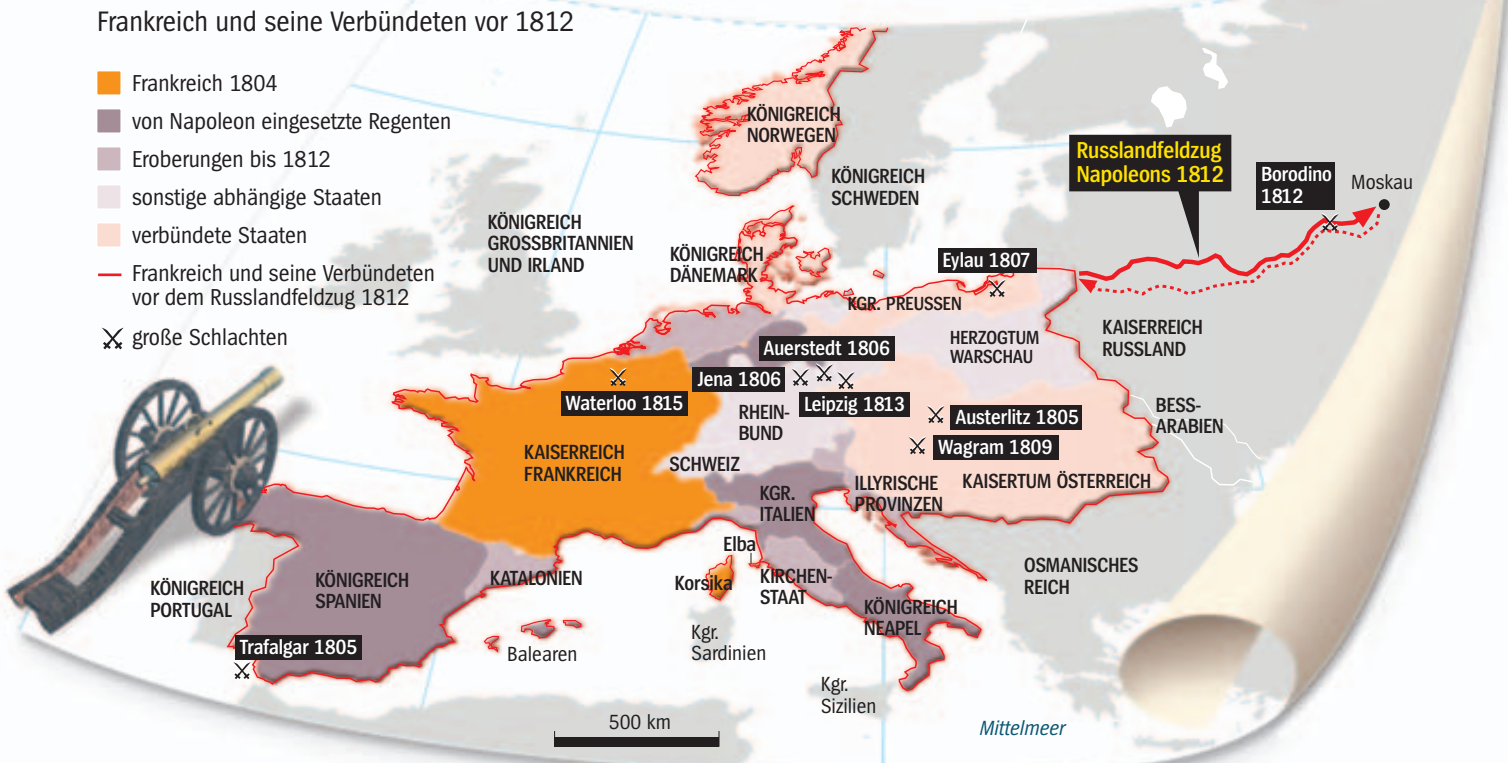 Frankreich und seine Verbündeten vor 1812
Frankreich 1804
von Napoleon eingesetzte Regenten
Eroberungen bis 1812
sonstige abhängige Staaten
verbündete Staaten
Frankreich und seine Verbündeten
vor dem Russlandfeldzug 1812
große Schlachten
KÖNIGREICH
NORWEGEN
KÖNIGREICH
SCHWEDEN
Russlandfeldzug
Napoleons 1812
Borodino
1812
Moskau
KÖNIGREICH
GROSSBRITANNIEN
UND IRLAND
KÖNIGREICH
DÄNEMARK
Eylau 1807
KGR. PREUSSEN
HERZOGTUM
WARSCHAU
KAISERREICH
RUSSLAND
Auerstedt 1806
Jena 1806
Leipzig 1813
Waterloo 1815
RHEIN-
BUND
Austerlitz 1805
Wagram 1809
BESS-
ARABIEN
KAISERREICH
FRANKREICH
SCHWEIZ
KGR.
ITALIEN
ILLYRISCHE
PROVINZEN
KAISERTUM ÖSTERREICH
Elba
Korsika
KIRCHEN-
STAAT
KÖNIGREICH
NEAPEL
OSMANISCHES
REICH
KÖNIGREICH
PORTUGAL
KÖNIGREICH
SPANIEN
KATALONIEN
Trafalgar 1805
Balearen
Kgr.
Sardinien
Kgr.
Sizilien
500 km
Mittelmeer